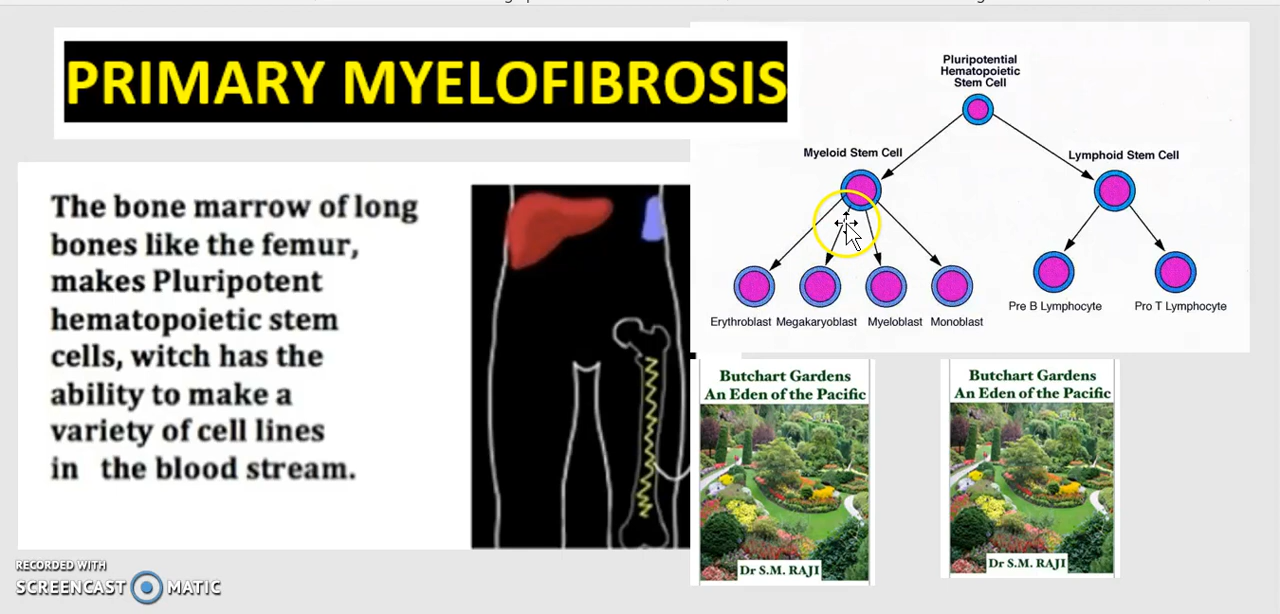 PRIMARY MYELOFIBROSIS
The bone marrow of long
bones like the femur,
makes Pluripotent
hematopoietic stem
cells, witch has the
ability to make a
variety of cell lines
in the blood stream.
Pluripotential
Hematopoietic
Stem Cell
Myeloid Stem Cell
Lymphoid Stem Cell
Erythroblast Megakaryoblast Myeloblast Monoblast
Pre B Lymphocyte
Pro T Lymphocyte
Butchart Gardens
An Eden of the Pacific
Dr S.M. RAJI
Butchart Gardens
An Eden of the Pacific
Dr S.M. RAJI
RECORDED WITH
SCREENCAST MATIC